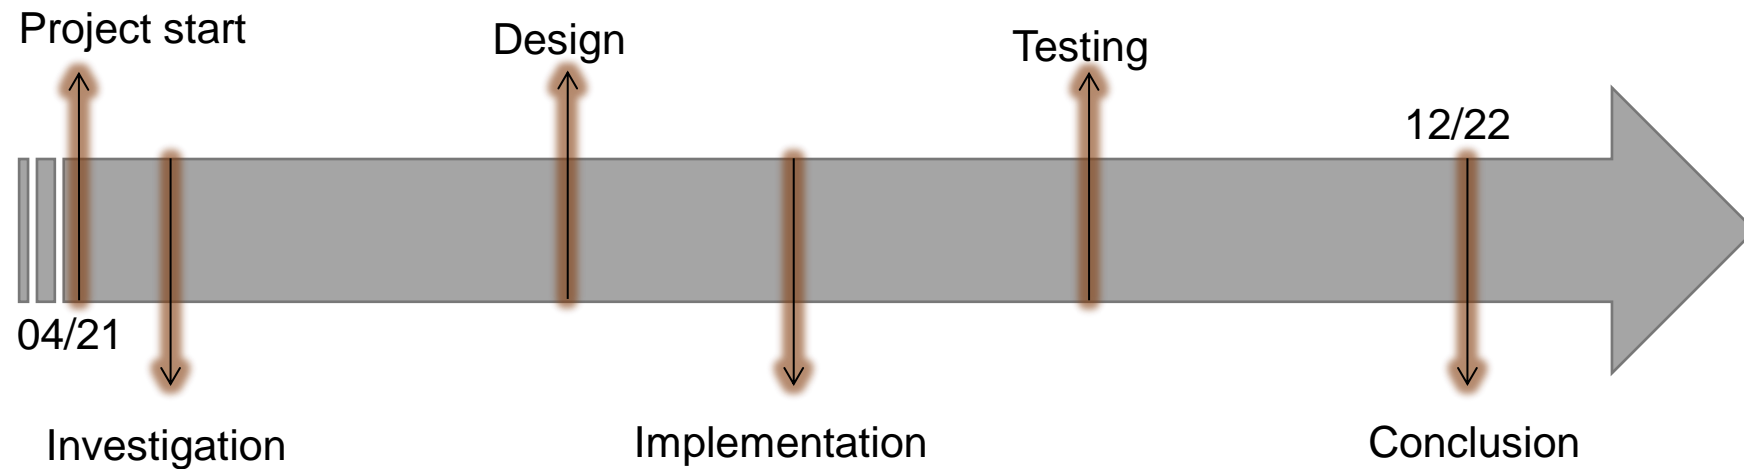 Project start
Design
Testing
12/22
04/21
Investigation
Implementation
Conclusion